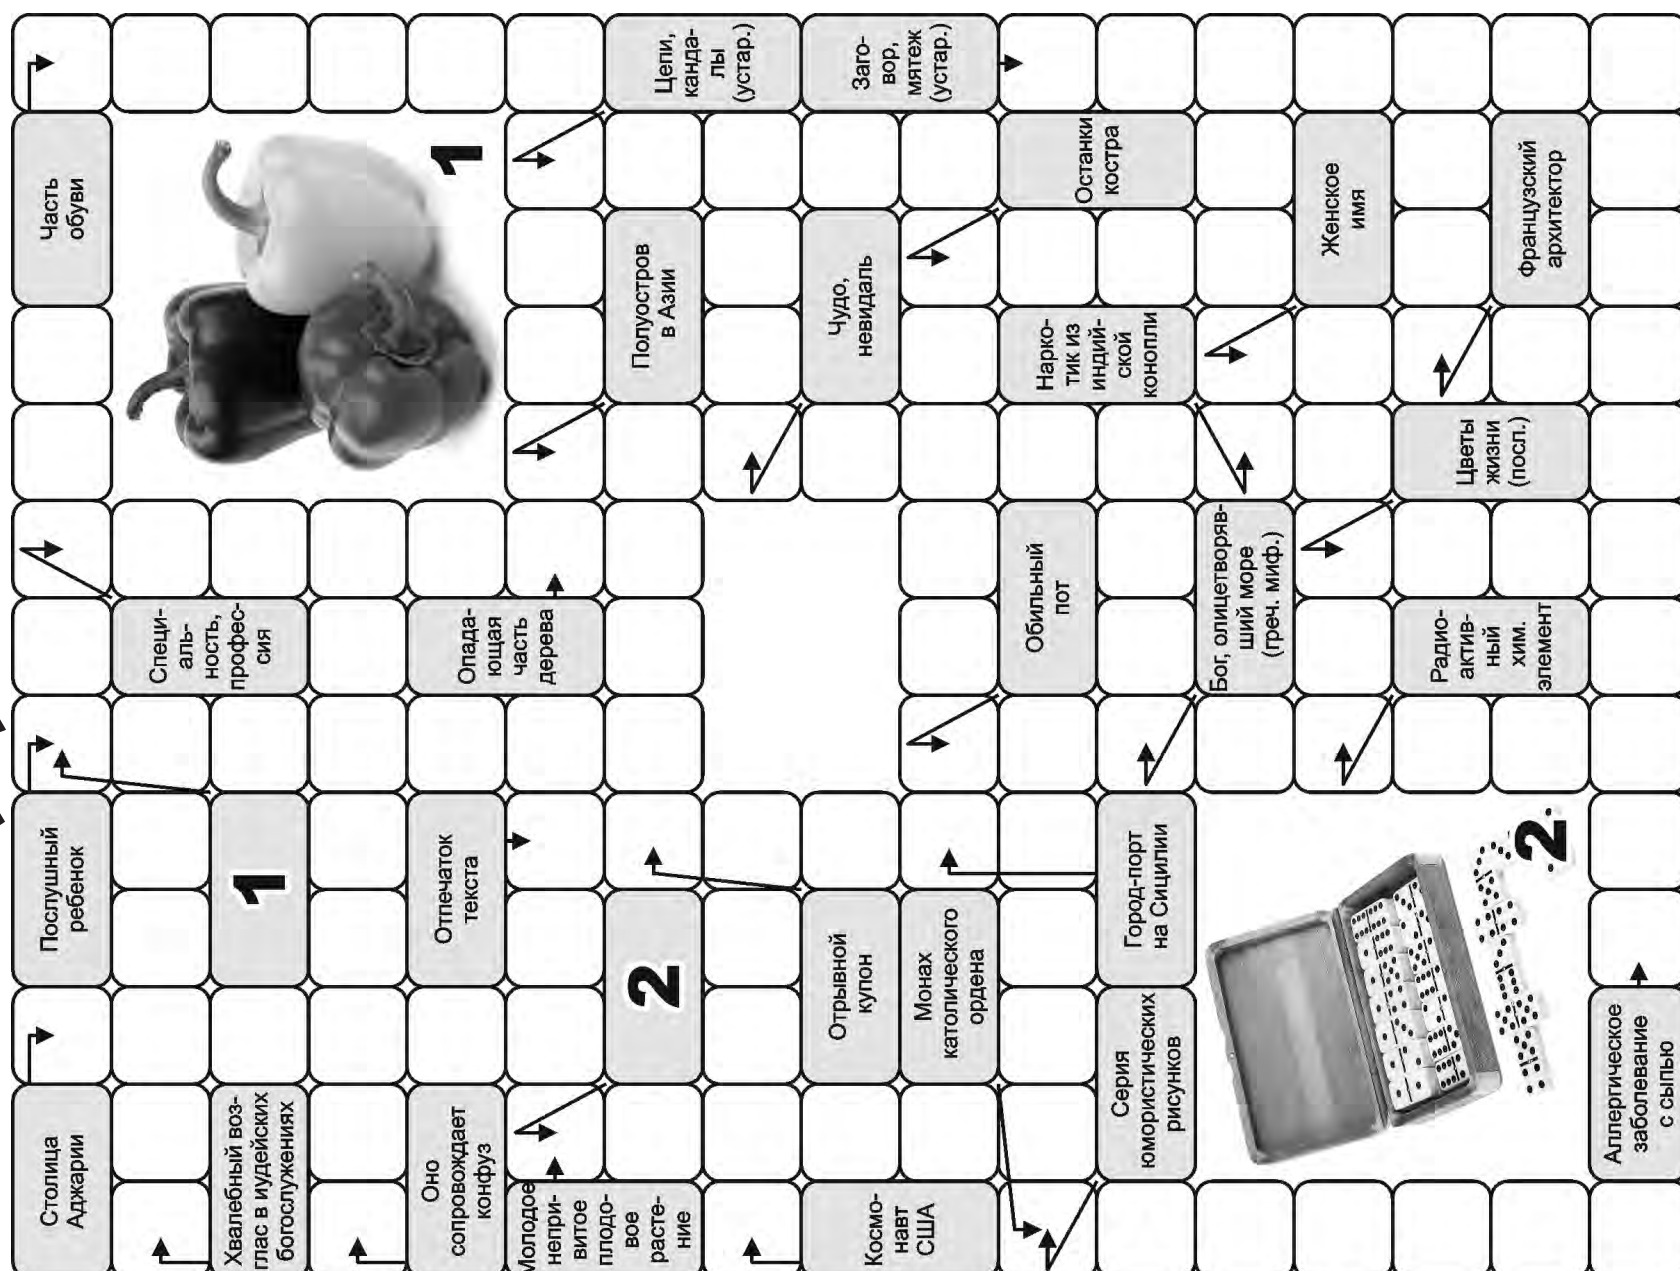 Столица
Аджарии
Послушный
ребенок
Часть
обуви
Специ-
аль-
ность,
профес-
сия
Хвалебный воз-
глас в иудейских
богослужениях
1
1
Оно
сопровождает
конфуз
Отпечаток
текста
Опада-
ющая
часть
дерева
Молодое
непри-
витое
плодо-
вое
расте-
ние
2
Полуостров
в Азии
Цепи,
канда-
лы
(устар.)
Космо-
навт
США
Отрывной
купон
Монах
католического
ордена
Чудо,
невидаль
Заго-
вор,
мятеж
(устар.)
Обильный
пот
Нарко-
тик из
индий-
ской
конопли
Останки
костра
Серия
юмористических
рисунков
Город-порт
на Сицилии
Бог, олицетворяв-
ший море
(греч. миф.)
Женское
имя
Радио-
актив-
ный
хим.
элемент
Цветы
жизни
(посл.)
Французский
архитектор
2
Аллергическое
заболевание
с сыпью